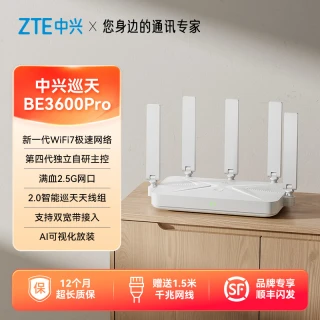 ZTE中兴 × 您身边的通讯专家
中兴巡天
BE3600Pro
新一代WiFi7极速网络
第四代独立自研主控
满血2.5G网口
2.0智能巡天天线组
支持双宽带接入
AI可视化放装
12个月
超长质保
赠送1.5米
千兆网线
SF
品牌专享
顺丰闪发